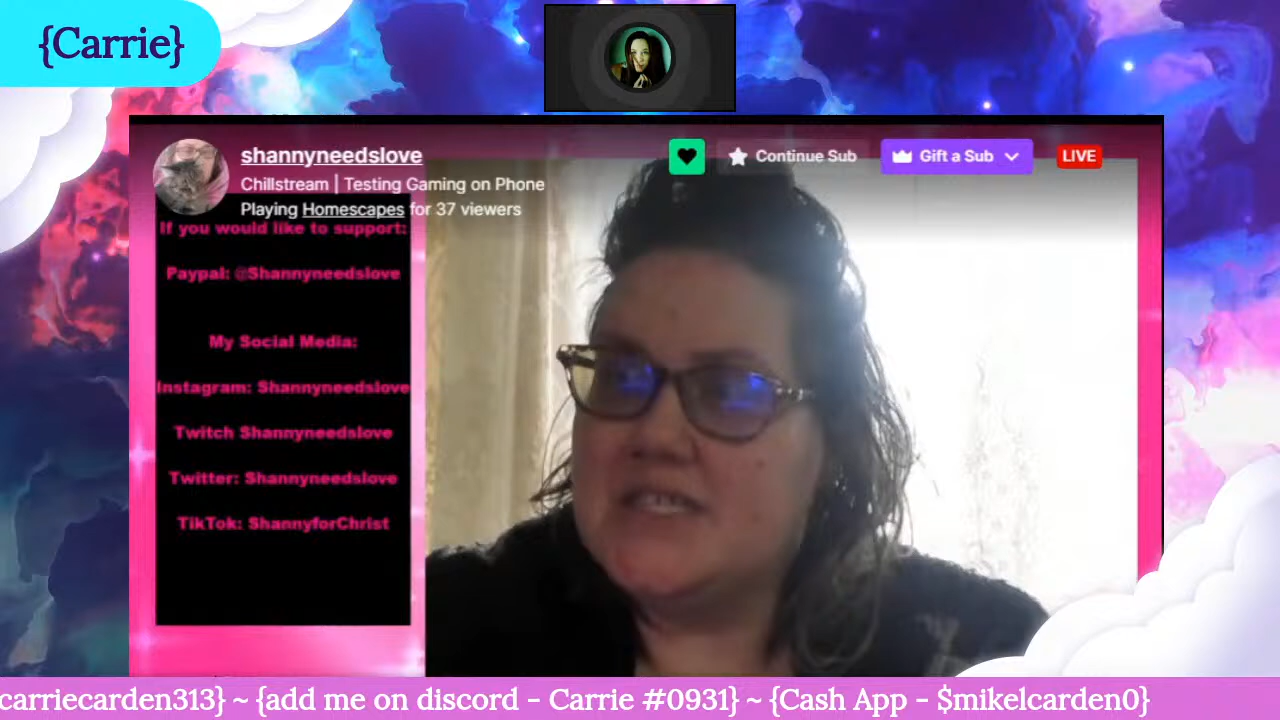 {Carrie}
shannyneedslove
Chillstream | Testing Gaming on Phone
Playing Homescapes for 37 viewers
Continue Sub
Gift a Sub
LIVE
If you would like to support:
Paypal: @Shannyneedslove
My Social Media:
Instagram: Shannyneedslove
Twitch Shannyneedslove
Twitter: Shannyneedslove
TikTok: ShannyforChrist
carriecarden313} ~ {add me on discord - Carrie #0931} ~ {Cash App - $mikelcarden0}